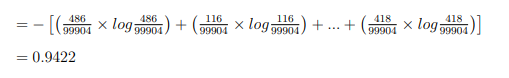 = − [(486/99904 × log 486/99904) + (116/99904 × log 116/99904) + ... + (418/99904 × log 418/99904)]
= 0.9422